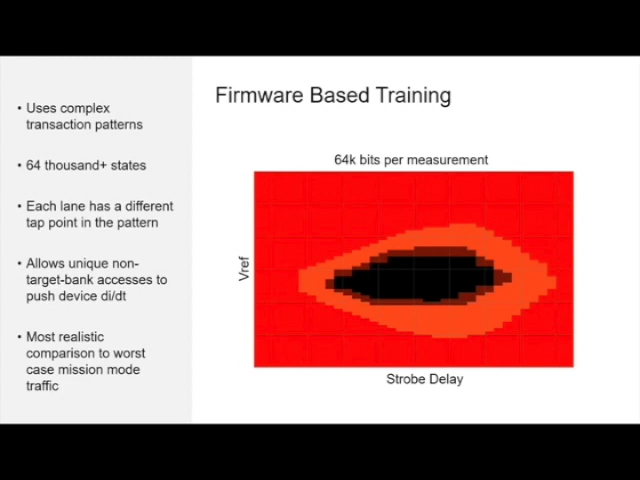 Firmware Based Training
• Uses complex
transaction patterns
• 64 thousand+ states
• Each lane has a different
tap point in the pattern
• Allows unique non-
target-bank accesses to
push device di/dt
• Most realistic
comparison to worst
case mission mode
traffic
64k bits per measurement
Vref
Strobe Delay